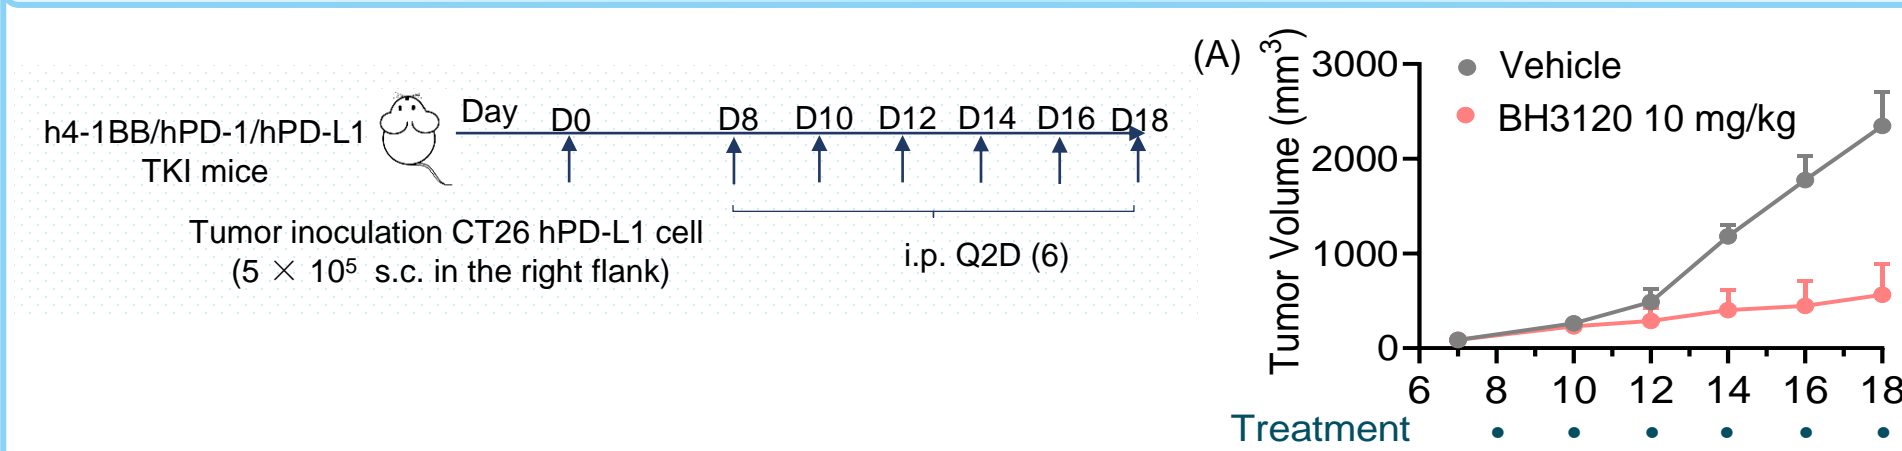 h4-1BB/hPD-1/hPD-L1
TKI mice
Day D0 D8 D10 D12 D14 D16 D18
Tumor inoculation CT26 hPD-L1 cell
(5 × 10⁵ s.c. in the right flank)
i.p. Q2D (6)
(A)
Tumor Volume (mm³)
3000
2000
1000
0
Vehicle
BH3120 10 mg/kg
6 8 10 12 14 16 18
Treatment